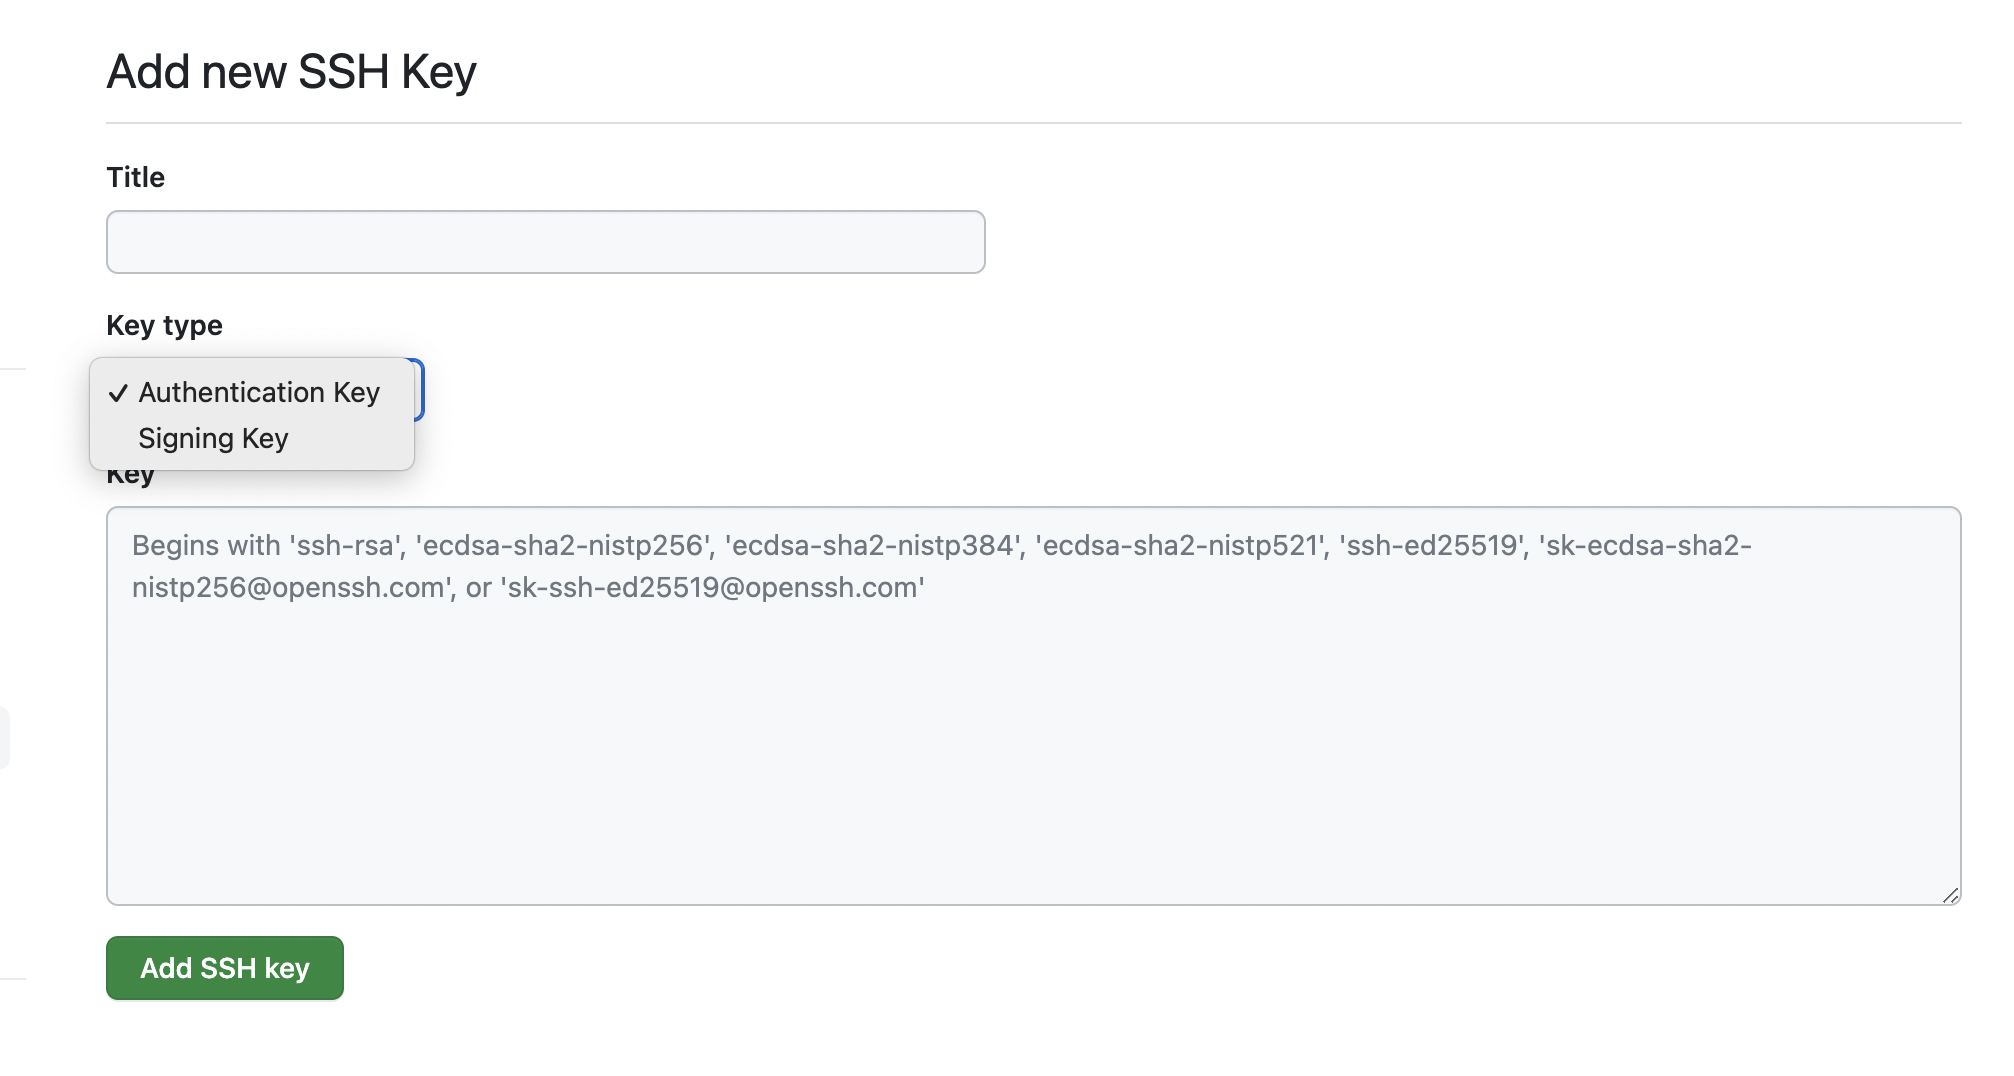 Add new SSH Key
Title
Key type
✓ Authentication Key
Signing Key
Key
Begins with 'ssh-rsa', 'ecdsa-sha2-nistp256', 'ecdsa-sha2-nistp384', 'ecdsa-sha2-nistp521', 'ssh-ed25519', 'sk-ecdsa-sha2-
nistp256@openssh.com', or 'sk-ssh-ed25519@openssh.com'
Add SSH key